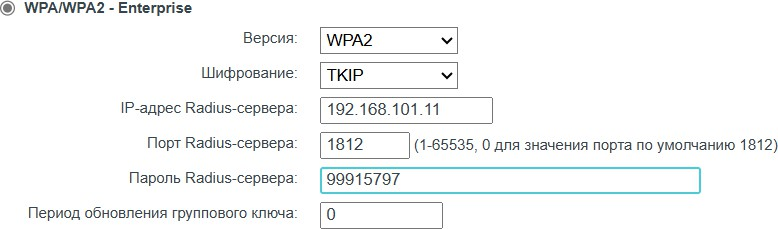 WPA/WPA2 - Enterprise
Версия: WPA2
Шифрование: TKIP
IP-адрес Radius-сервера: 192.168.101.11
Порт Radius-сервера: 1812 (1-65535, 0 для значения порта по умолчанию 1812)
Пароль Radius-сервера: 99915797
Период обновления группового ключа: 0